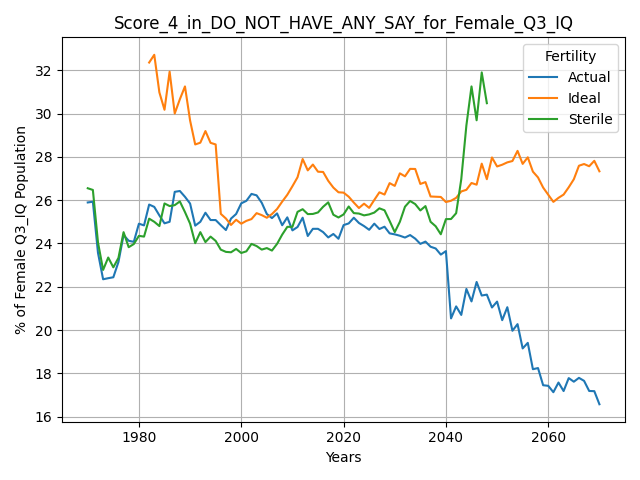 Score_4_in_DO_NOT_HAVE_ANY_SAY_for_Female_Q3_IQ
Fertility
Actual
Ideal
Sterile
% of Female Q3_IQ Population
32
30
28
26
24
22
20
18
16
1980
2000
2020
2040
2060
Years